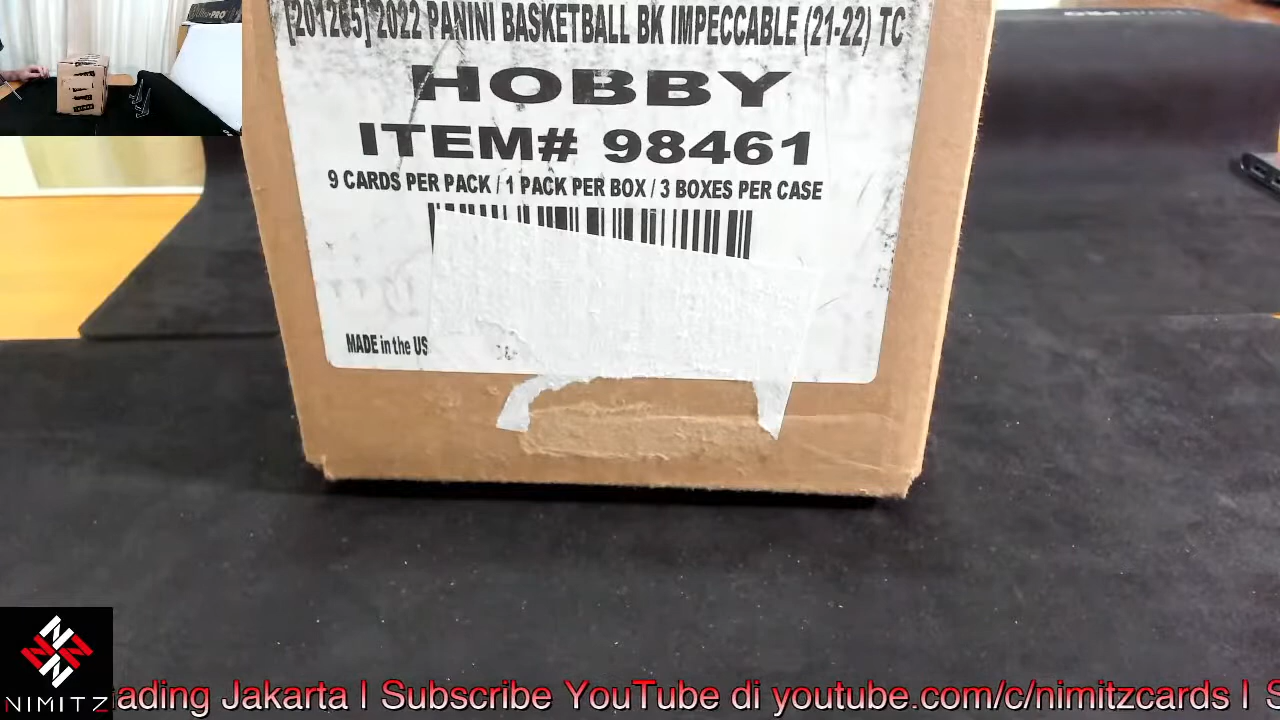 [201265] 2022 PANINI BASKETBALL BK IMPECCABLE (21-22) TC
HOBBY
ITEM# 98461
9 CARDS PER PACK / 1 PACK PER BOX / 3 BOXES PER CASE
MADE in the US
NIMITZ
ading Jakarta I Subscribe YouTube di youtube.com/c/nimitzcards I S